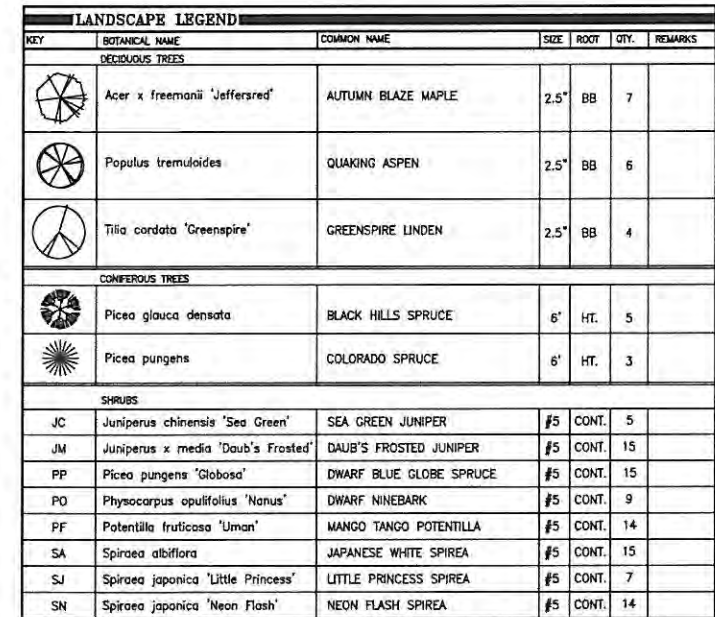 LANDSCAPE LEGEND
KEY BOTANICAL NAME COMMON NAME SIZE ROOT QTY. REMARKS
DECIDUOUS TREES
Acer x freemanii 'Jeffersred' AUTUMN BLAZE MAPLE 2.5" BB 7
Populus tremuloides QUAKING ASPEN 2.5" BB 6
Tilia cordata 'Greenspire' GREENSPIRE LINDEN 2.5" BB 4
CONIFEROUS TREES
Picea glauca densata BLACK HILLS SPRUCE 6' HT. 5
Picea pungens COLORADO SPRUCE 6' HT. 3
SHRUBS
JC Juniperus chinensis 'Sea Green' SEA GREEN JUNIPER #5 CONT. 5
JM Juniperus x media 'Daub's Frosted' DAUB'S FROSTED JUNIPER #5 CONT. 15
PP Picea pungens 'Globosa' DWARF BLUE GLOBE SPRUCE #5 CONT. 15
PO Physocarpus opulifolius 'Nanus' DWARF NINEBARK #5 CONT. 9
PF Potentilla fruticosa 'Uman' MANGO TANGO POTENTILLA #5 CONT. 14
SA Spiraea albiflora JAPANESE WHITE SPIREA #5 CONT. 15
SJ Spiraea japonica 'Little Princess' LITTLE PRINCESS SPIREA #5 CONT. 7
SN Spiraea japonica 'Neon Flash' NEON FLASH SPIREA #5 CONT. 14